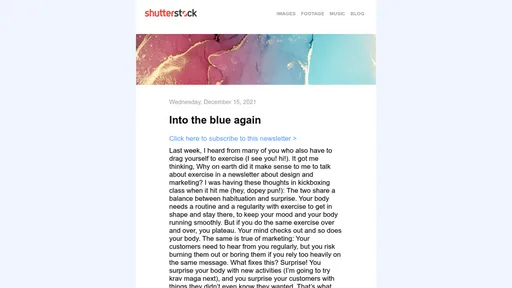 shutterstock
IMAGES FOOTAGE MUSIC BLOG
Wednesday, December 15, 2021
Into the blue again
Click here to subscribe to this newsletter >
Last week, I heard from many of you who also have to
drag yourself to exercise (I see you! hi!). It got me
thinking, Why on earth did it make sense to me to talk
about exercise in a newsletter about design and
marketing? I was having these thoughts in kickboxing
class when it hit me (hey, dopey pun!): The two share a
balance between habituation and surprise. Your body
needs a routine and a regularity with exercise to get in
shape and stay there, to keep your mood and your body
running smoothly. But if you do the same exercise over
and over, you plateau. Your mind checks out and so does
your body. The same is true of marketing: Your
customers need to hear from you regularly, but you risk
burning them out or boring them if you rely too heavily on
the same message. What fixes this? Surprise! You
surprise your body with new activities (I'm going to try
krav maga next), and you surprise your customers with
things they didn't even know they wanted. That's what